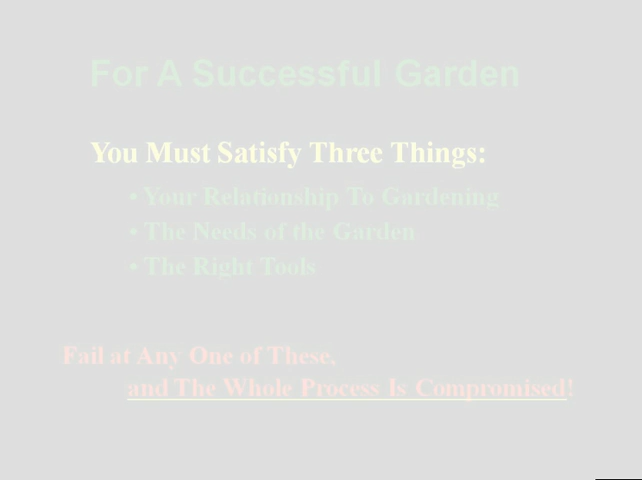 For A Successful Garden
You Must Satisfy Three Things:
• Your Relationship To Gardening
• The Needs of the Garden
• The Right Tools
Fail at Any One of These,
and The Whole Process Is Compromised!